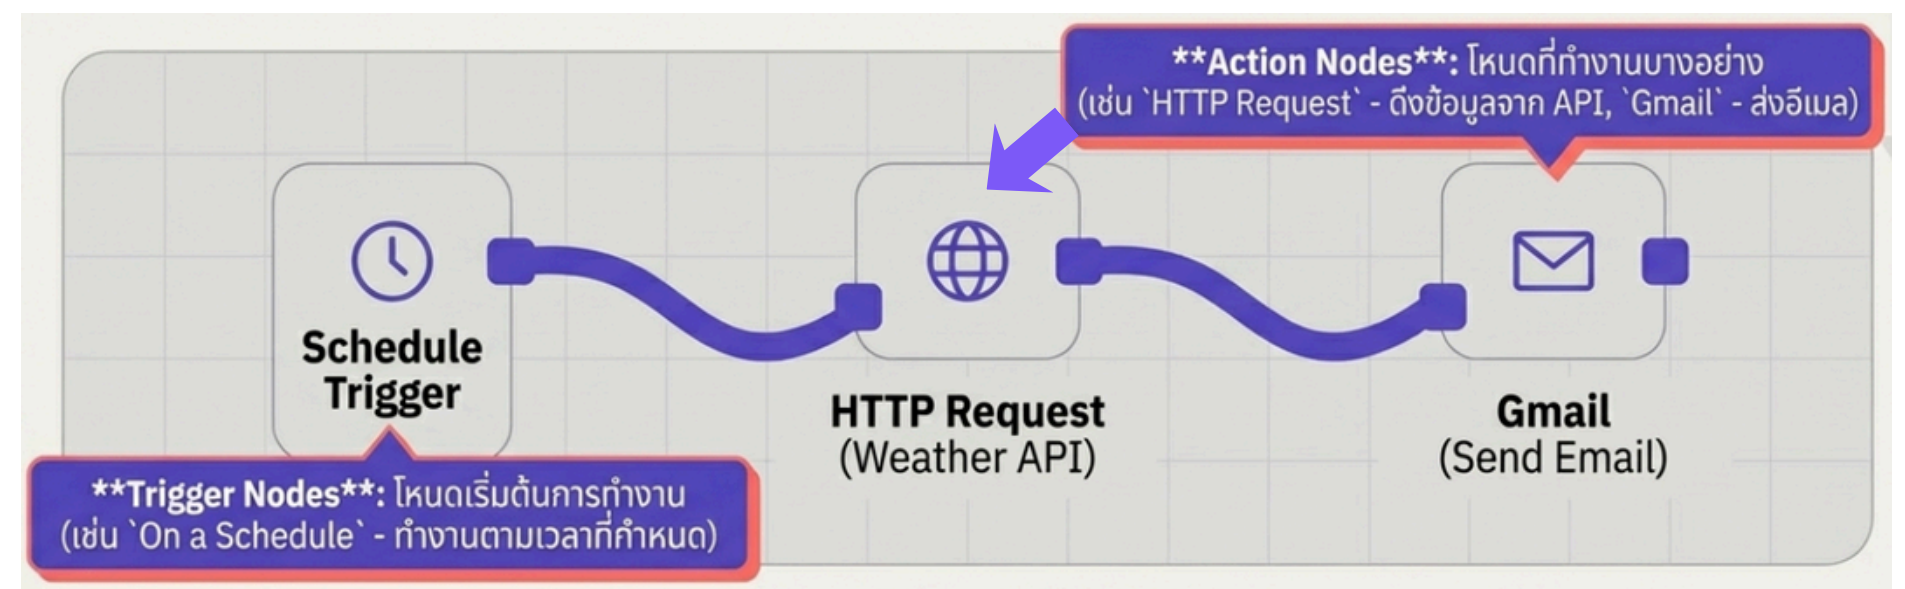 **Action Nodes**: โหนดที่ทำงานบางอย่าง
(เช่น `HTTP Request` - ดึงข้อมูลจาก API, `Gmail` - ส่งอีเมล)
Schedule
Trigger
HTTP Request
(Weather API)
Gmail
(Send Email)
**Trigger Nodes**: โหนดเริ่มต้นการทำงาน
(เช่น `On a Schedule` - ทำงานตามเวลาที่กำหนด)